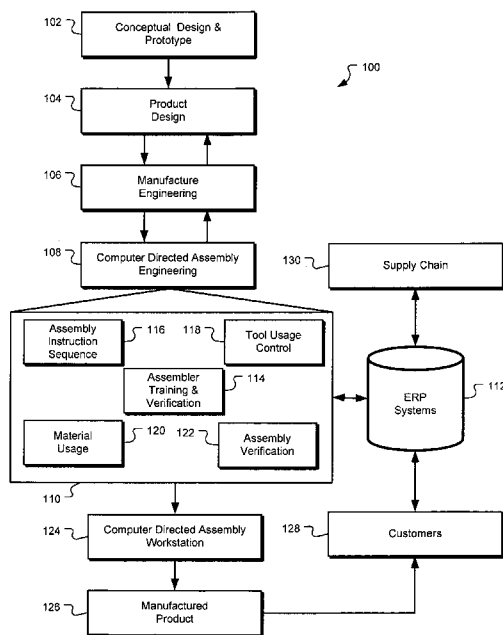 102
Conceptual Design &
Prototype
100
104
Product
Design
106
Manufacture
Engineering
108
Computer Directed Assembly
Engineering
130
Supply Chain
Assembly
Instruction
Sequence
116
118
Tool Usage
Control
Assembler
Training &
Verification
114
ERP
Systems
112
Material
Usage
120
122
Assembly
Verification
110
124
Computer Directed Assembly
Workstation
128
Customers
126
Manufactured
Product